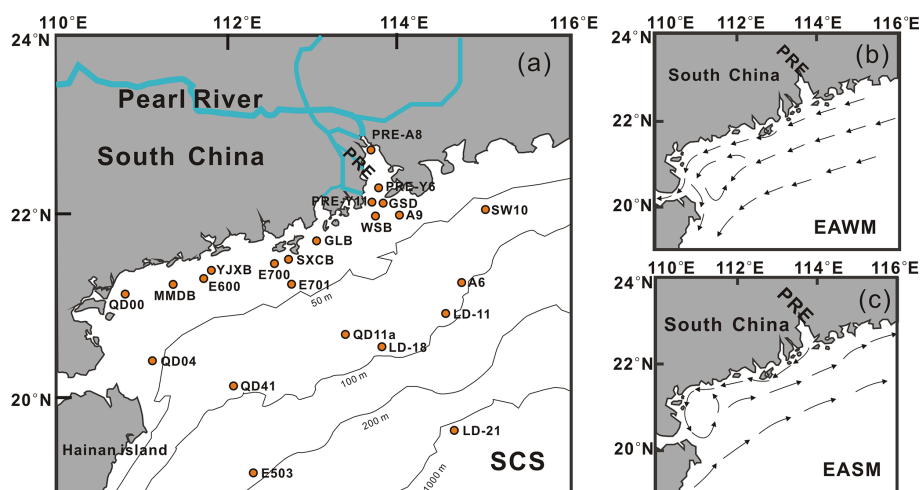 110°E
112°
114°
116°E
24°N
(a)
Pearl River
South China
PRE-A8
PRE
PRE-Y6
PRE-Y11
GSD
SW10
22°N
WSB
A9
GLB
SXCB
YJXB
E700
E600
E701
A6
QD00
MMDB
50 m
LD-11
QD11a
LD-18
QD04
100 m
QD41
20°N
200 m
LD-21
Hainan island
SCS
E503
1000 m
110°E
112°
114°
116°E
24°N
(b)
PRE
South China
22°N
20°N
EAWM
110°E
112°
114°
116°E
24°N
(c)
PRE
South China
22°N
20°N
EASM